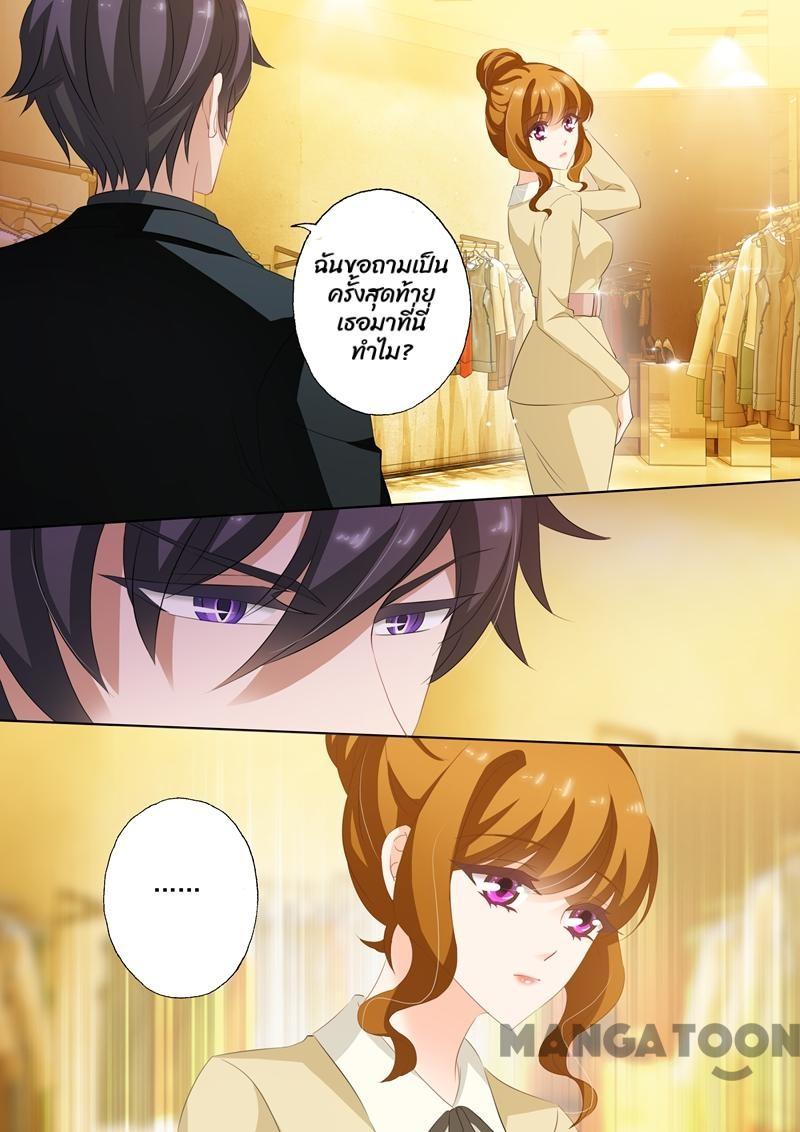 ฉันขอถามเป็น
ครั้งสุดท้าย
เธอมาที่นี่
ทำไม?
......
MANGATOON